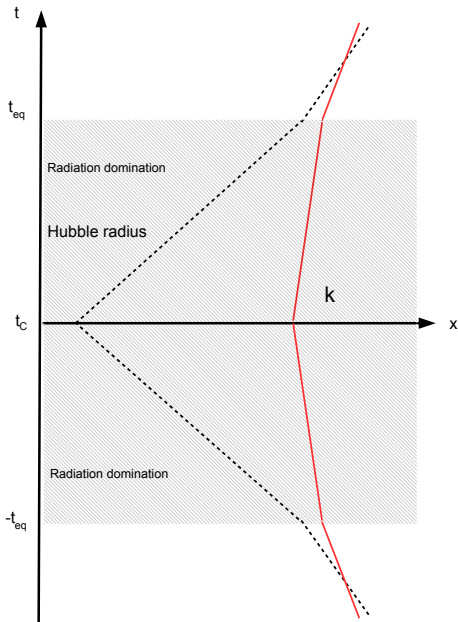 t
t_eq
Radiation domination
Hubble radius
k
t_C
x
Radiation domination
-t_eq